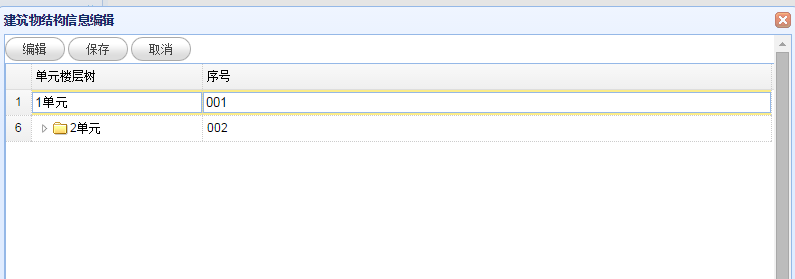 建筑物结构信息编辑
编辑 保存 取消
单元楼层树 序号
1 1单元 001
6 2单元 002